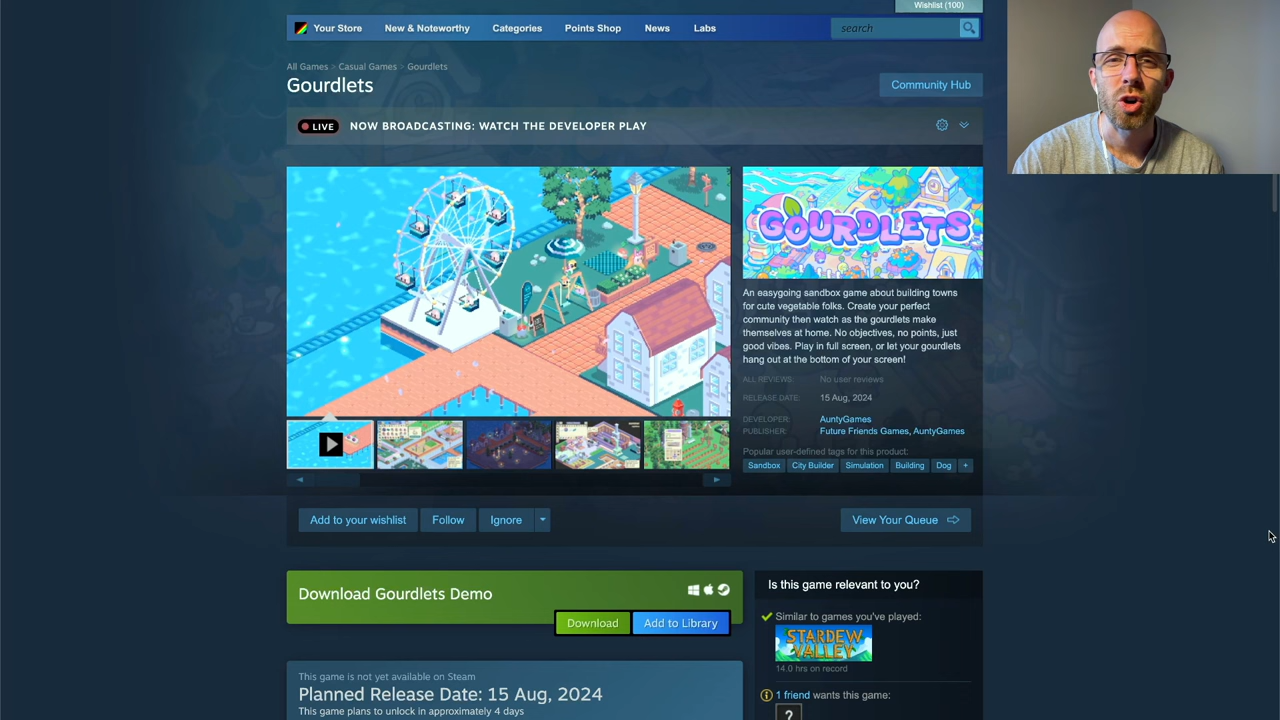 Wishlist (100)
Your Store
New & Noteworthy
Categories
Points Shop
News
Labs
search
All Games > Casual Games > Gourdlets
Gourdlets
Community Hub
LIVE
NOW BROADCASTING: WATCH THE DEVELOPER PLAY
GOURDLETS
An easygoing sandbox game about building towns
for cute vegetable folks. Create your perfect
community then watch as the gourdlets make
themselves at home. No objectives, no points, just
good vibes. Play in full screen, or let your gourdlets
hang out at the bottom of your screen!
ALL REVIEWS: No user reviews
RELEASE DATE: 15 Aug, 2024
DEVELOPER: AuntyGames
PUBLISHER: Future Friends Games, AuntyGames
Popular user-defined tags for this product:
Sandbox City Builder Simulation Building Dog +
Add to your wishlist
Follow
Ignore
View Your Queue
Download Gourdlets Demo
Download
Add to Library
Is this game relevant to you?
Similar to games you've played:
STARDEW
VALLEY
14.0 hrs on record
1 friend wants this game:
?
This game is not yet available on Steam
Planned Release Date: 15 Aug, 2024
This game plans to unlock in approximately 4 days